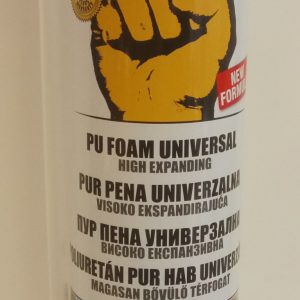 NEW
PU FOAM UNIVERSAL
HIGH EXPANDING
PUR PENA UNIVERZALNA
VISOKO EKSPANDIRAJUĆA
ПУР ПЕНА УНИВЕРЗАЛНА
ВИСОКО ЕКСПАНЗИВНА
PUR HAB
MAGASAN BŐVÜLŐ TÉRFOGAT